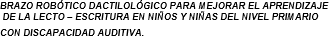 BRAZO ROBÓTICO DACTILOLÓGICO PARA MEJORAR EL APRENDIZAJE
DE LA LECTO – ESCRITURA EN NIÑOS Y NIÑAS DEL NIVEL PRIMARIO
CON DISCAPACIDAD AUDITIVA.